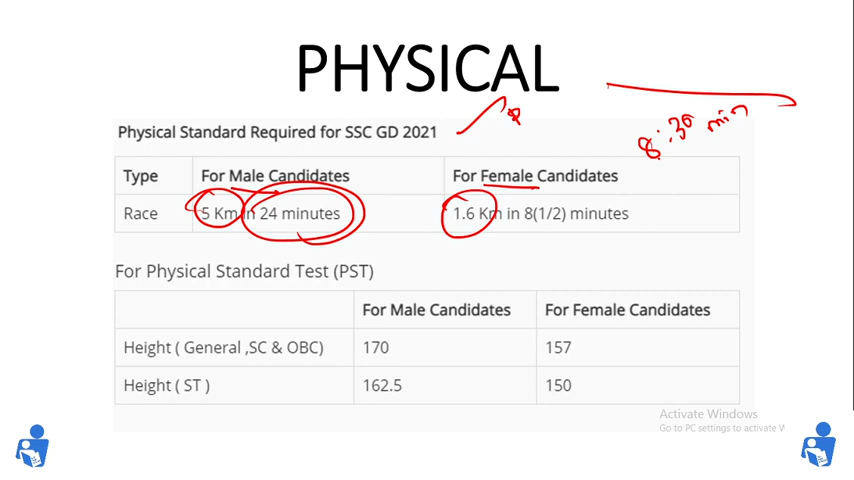 PHYSICAL
Physical Standard Required for SSC GD 2021
8:30 min
Type For Male Candidates For Female Candidates
Race 5 Km in 24 minutes 1.6 Km in 8(1/2) minutes
For Physical Standard Test (PST)
For Male Candidates For Female Candidates
Height ( General ,SC & OBC) 170 157
Height ( ST ) 162.5 150
Activate Windows
Go to PC settings to activate W